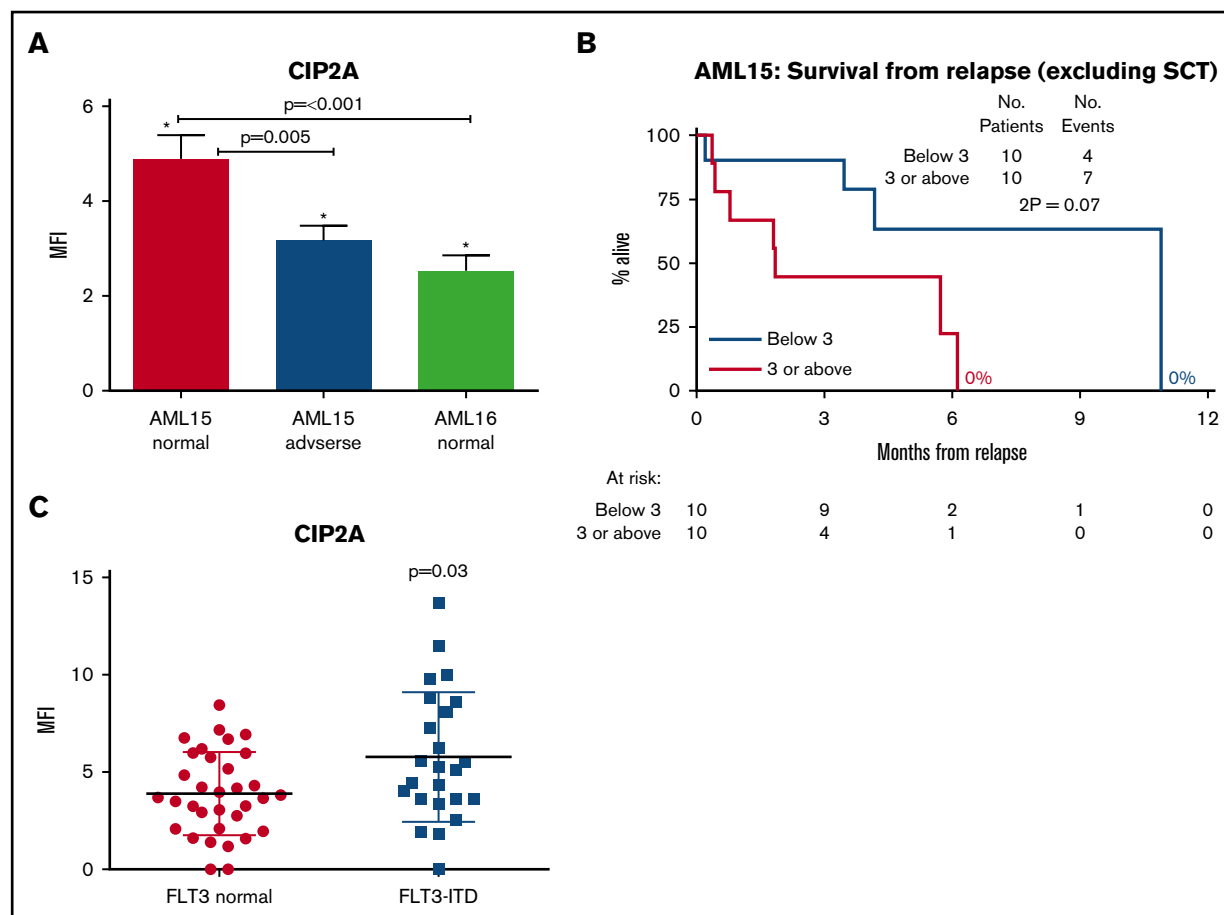 A
CIP2A
p=<0.001
p=0.005
*
*
*
MFI
6
4
2
0
AML15
normal
AML15
advserse
AML16
normal
B
AML15: Survival from relapse (excluding SCT)
No.
Patients
No.
Events
Below 3 10 4
3 or above 10 7
2P = 0.07
% alive
100
75
50
25
0
Below 3
3 or above
0%
0%
0 3 6 9 12
Months from relapse
At risk:
Below 3 10 9 2 1 0
3 or above 10 4 1 0 0
C
CIP2A
p=0.03
MFI
15
10
5
0
FLT3 normal
FLT3-ITD